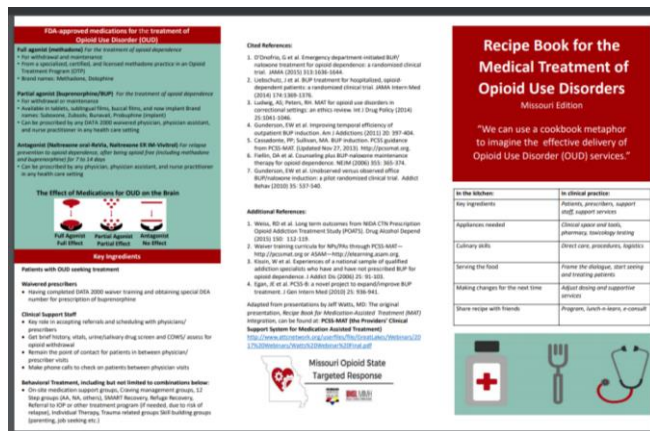 FDA-approved medications for the treatment of
Opioid Use Disorder (OUD)
Full agonist (methadone) For the treatment of opioid dependence
• For withdrawal and maintenance
• From a specialized, certified, and licensed methadone practice in an Opioid
Treatment Program (OTP)
• Brand names: Methadone, Dolophine
Partial agonist (buprenorphine/BUP) For the treatment of opioid dependence
• For withdrawal or maintenance
• Available in tablets, sublingual films, buccal films, and now implant Brand
names: Suboxone, Zubsolv, Bunavail, Probuphine (implant)
• Can be prescribed by any DATA 2000 waivered physician, physician assistant,
and nurse practitioner in any health care setting
Antagonist (Naltrexone oral-ReVia, Naltrexone ER-IM-Vivitrol) For relapse
prevention to opioid dependence, after being opioid free (including methadone
and buprenorphine) for 7 to 14 days
• Can be prescribed by any physician, physician assistant, and nurse practitioner
in any health care setting
The Effect of Medications for OUD on the Brain
Full Agonist
Full Effect
Partial Agonist
Partial Effect
Antagonist
No Effect
Key Ingredients
Patients with OUD seeking treatment
Waivered prescribers
• Having completed DATA 2000 waiver training and obtaining special DEA
number for prescription of buprenorphine
Clinical Support Staff
• Key role in accepting referrals and scheduling with physicians/
prescribers
• Get brief history, vitals, urine/salivary drug screen and COWS/ assess for
opioid withdrawal
• Remain the point of contact for patients in between physician/
prescriber visits
• Make phone calls to check on patients between physician visits
Behavioral Treatment, including but not limited to combinations below:
• On-site medication support groups, Craving management groups, 12
Step groups (AA, NA, others), SMART Recovery, Refuge Recovery
• Referral to IOP or other treatment program (if needed, due to risk of
relapse), Individual Therapy, Trauma related groups Skill building groups
(parenting, job seeking etc.)
Cited References:
1. D'Onofrio, G et al. Emergency department-initiated BUP/
naloxone treatment for opioid dependence: a randomized clinical
trial. JAMA (2015) 313:1636-1644.
2. Liebschutz, J et al. BUP treatment for hospitalized, opioid-
dependent patients: a randomized clinical trial. JAMA Intern
Med (2014) 174:1369-1376.
3. Ludwig, AS; Peters, RH. MAT for opioid use disorders in
correctional settings: an ethics review. Int J Drug Policy (2014)
25:1041-1046.
4. Gunderson, EW et al. Improving temporal efficiency of
outpatient BUP induction. Am J Addictions (2011) 20: 397-404.
5. Cassadonte, PP; Sullivan, MA. BUP induction. PCSS guidance
from PCSS-MAT. (Updated Nov 27, 2013). http://pcssmat.org.
6. Fiellin, DA et al. Counseling plus BUP-naloxone maintenance
therapy for opioid dependence. NEJM (2006) 355: 365-374.
7. Gunderson, EW et al. Unobserved versus observed office
BUP/naloxone induction: a pilot randomized clinical trial. Addict
Behav (2010) 35: 537-540.
Additional References:
1. Weiss, RD et al. Long term outcomes from NIDA CTN Prescription
Opioid Addiction Treatment Study (POATS). Drug Alcohol Depend
(2015) 150: 112-119.
2. Waiver training curricula for NPs/PAs through PCSS-MAT—
http://pcssmat.org or ASAM—http://elearning.asam.org.
3. Kissin, W et al. Experiences of a national sample of qualified
addiction specialists who have and have not prescribed BUP for
opioid dependence. J Addict Dis (2006) 25: 91-103.
4. Egan, JE et al. PCSS-B: a novel project to expand/improve BUP
treatment. J Gen Intern Med (2010) 25: 936-941.
Adapted from presentations by Jeff Watts, MD: The original
presentation, Recipe Book for Medication-Assisted Treatment (MAT)
Integration, can be found at: PCSS-MAT (the Providers' Clinical
Support System for Medication Assisted Treatment)
http://www.attcnetwork.org/userfiles/file/GreatLakes/Webinars/20
17%20Webinars/Watts%20Webinar%20Final.pdf
Missouri Opioid State
Targeted Response
Recipe Book for the
Medical Treatment of
Opioid Use Disorders
Missouri Edition
"We can use a cookbook metaphor
to imagine the effective delivery of
Opioid Use Disorder (OUD) services."
In the kitchen: In clinical practice:
Key ingredients Patients, prescribers, support
staff, support services
Appliances needed Clinical space and tools,
pharmacy, toxicology testing
Culinary skills Direct care, procedures, logistics
Serving the food Frame the dialogue, start seeing
and treating patients
Making changes for the next time Adjust dosing and supportive
services
Share recipe with friends Program, lunch-n-learn, e-consult